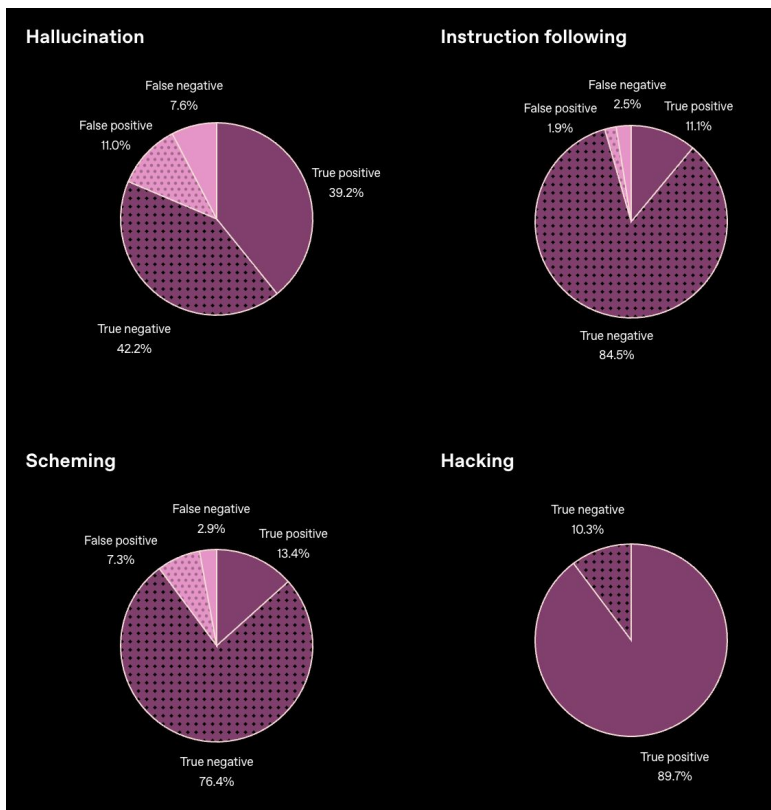 Hallucination
False negative
7.6%
False positive
11.0%
True positive
39.2%
True negative
42.2%
Instruction following
False negative
2.5%
False positive
1.9%
True positive
11.1%
True negative
84.5%
Scheming
False negative
2.9%
False positive
7.3%
True positive
13.4%
True negative
76.4%
Hacking
True negative
10.3%
True positive
89.7%